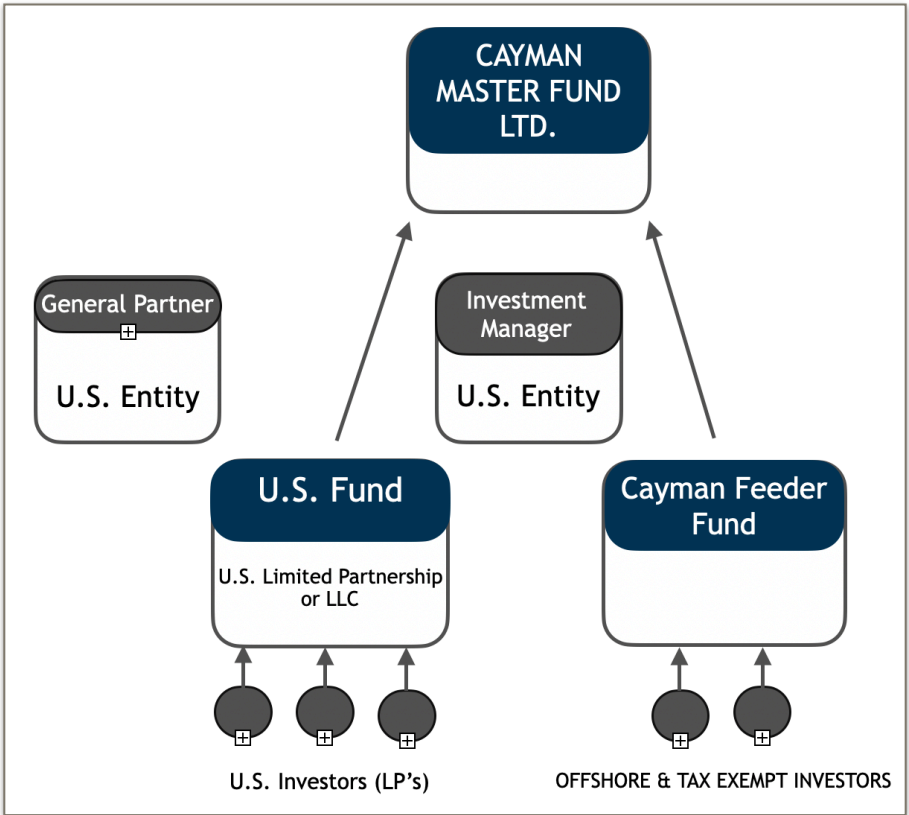 CAYMAN
MASTER FUND
LTD.
General Partner
U.S. Entity
Investment
Manager
U.S. Entity
U.S. Fund
U.S. Limited Partnership
or LLC
Cayman Feeder
Fund
U.S. Investors (LP's)
OFFSHORE & TAX EXEMPT INVESTORS